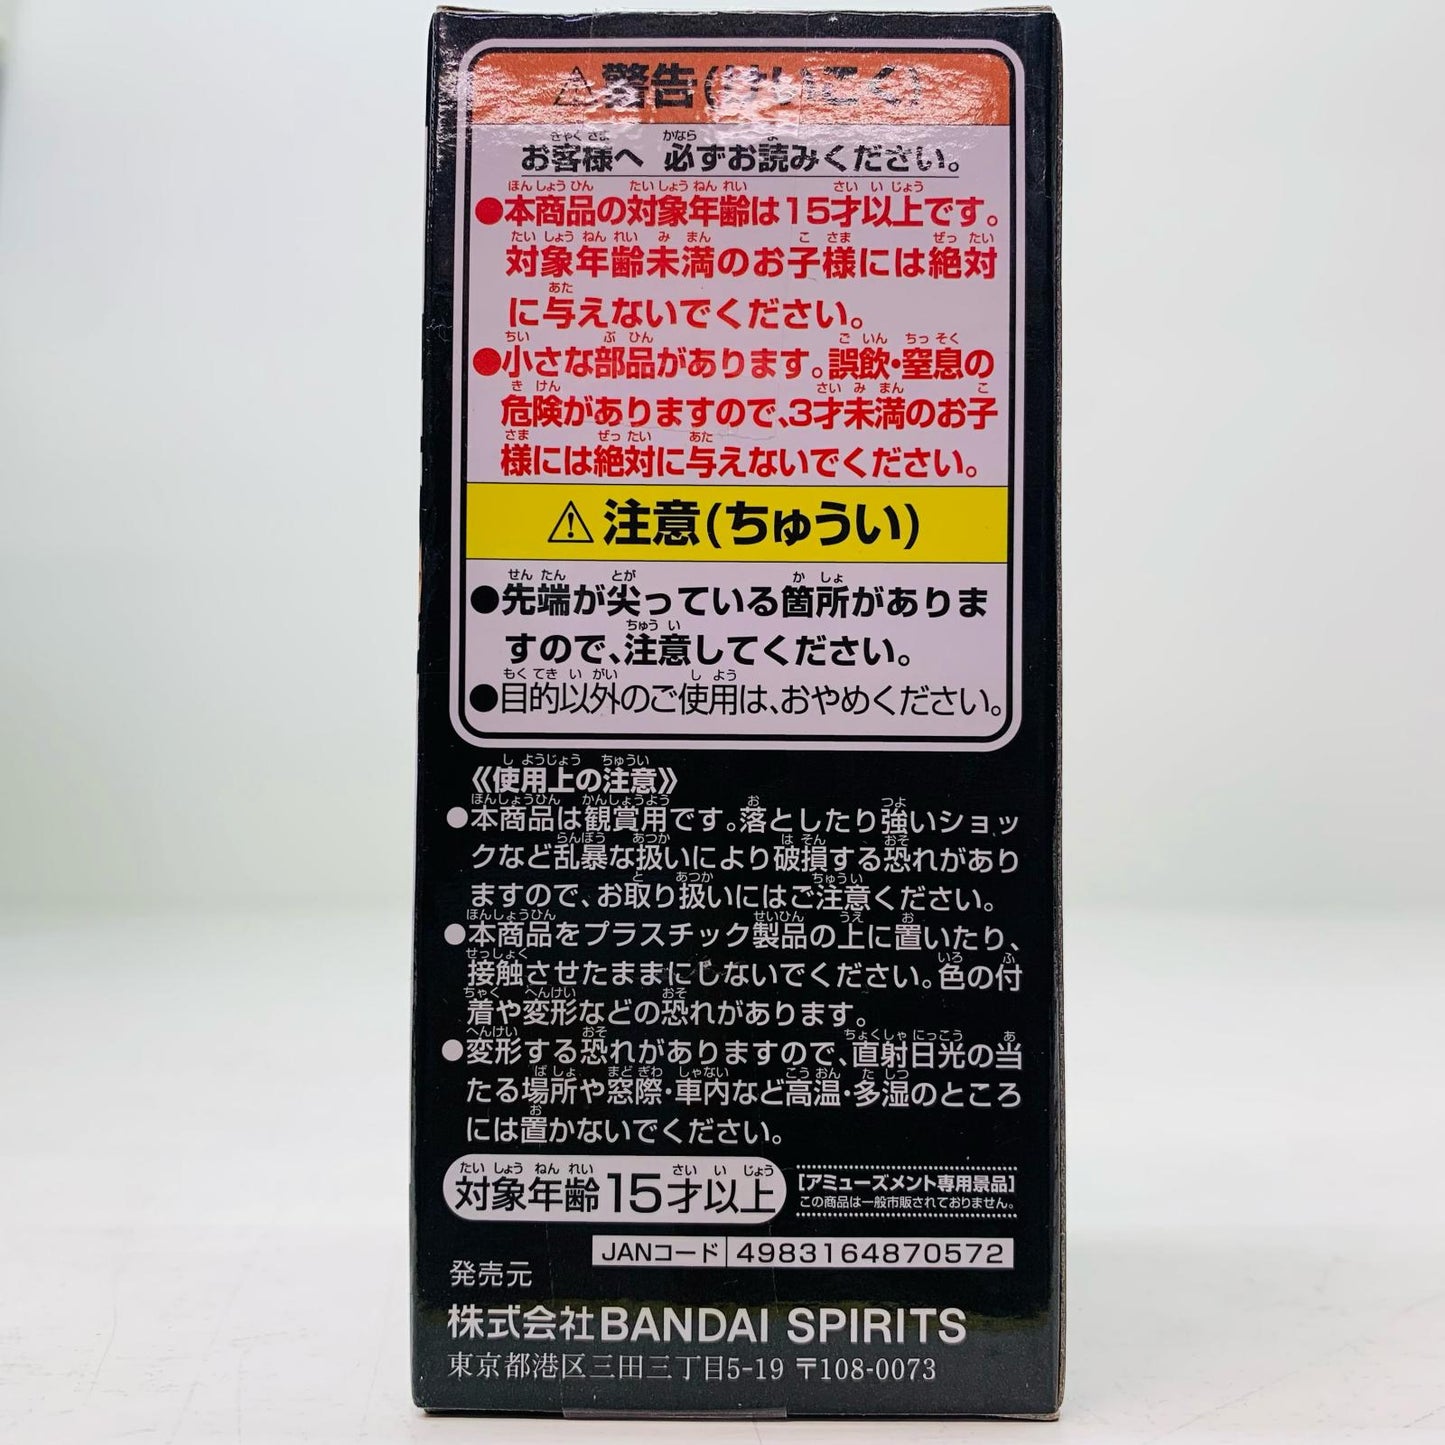 ⚠警告(けいこく)
お客様へ 必ずお読みください。
●本商品の対象年齢は15才以上です。
対象年齢未満のお子様には絶対
に与えないでください。
●小さな部品があります。誤飲・窒息の
危険がありますので、3才未満のお子
様には絶対に与えないでください。
⚠注意(ちゅうい)
●先端が尖っている箇所がありま
すので、注意してください。
●目的以外のご使用は、おやめください。
《使用上の注意》
●本商品は観賞用です。落としたり強いショッ
クなど乱暴な扱いにより破損する恐れがあり
ますので、お取り扱いにはご注意ください。
●本商品をプラスチック製品の上に置いたり、
接触させたままにしないでください。色の付
着や変形などの恐れがあります。
●変形する恐れがありますので、直射日光の当
たる場所や窓際・車内など高温・多湿のところ
には置かないでください。
対象年齢15才以上
[アミューズメント専用景品]
この商品は一般市販されておりません。
JANコード 4983164870572
発売元
株式会社BANDAI SPIRITS
東京都港区三田三丁目5-19 〒108-0073